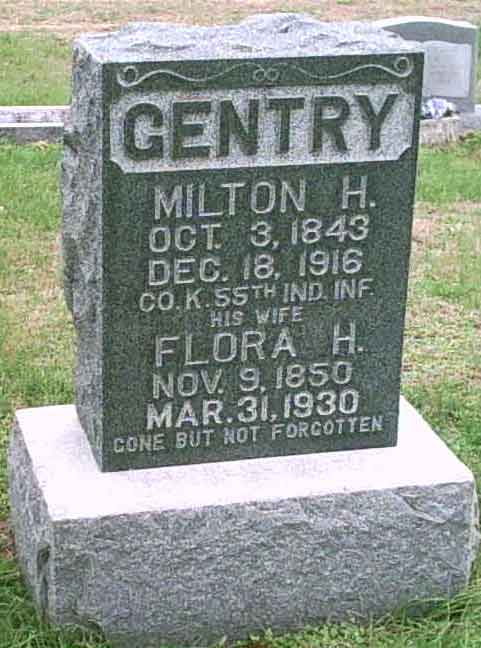 GENTRY
MILTON H.
OCT. 3, 1843
DEC. 18, 1916
CO. K. 55TH IND. INF.
HIS WIFE
FLORA H.
NOV. 9, 1850
MAR. 31, 1930
GONE BUT NOT FORGOTTEN